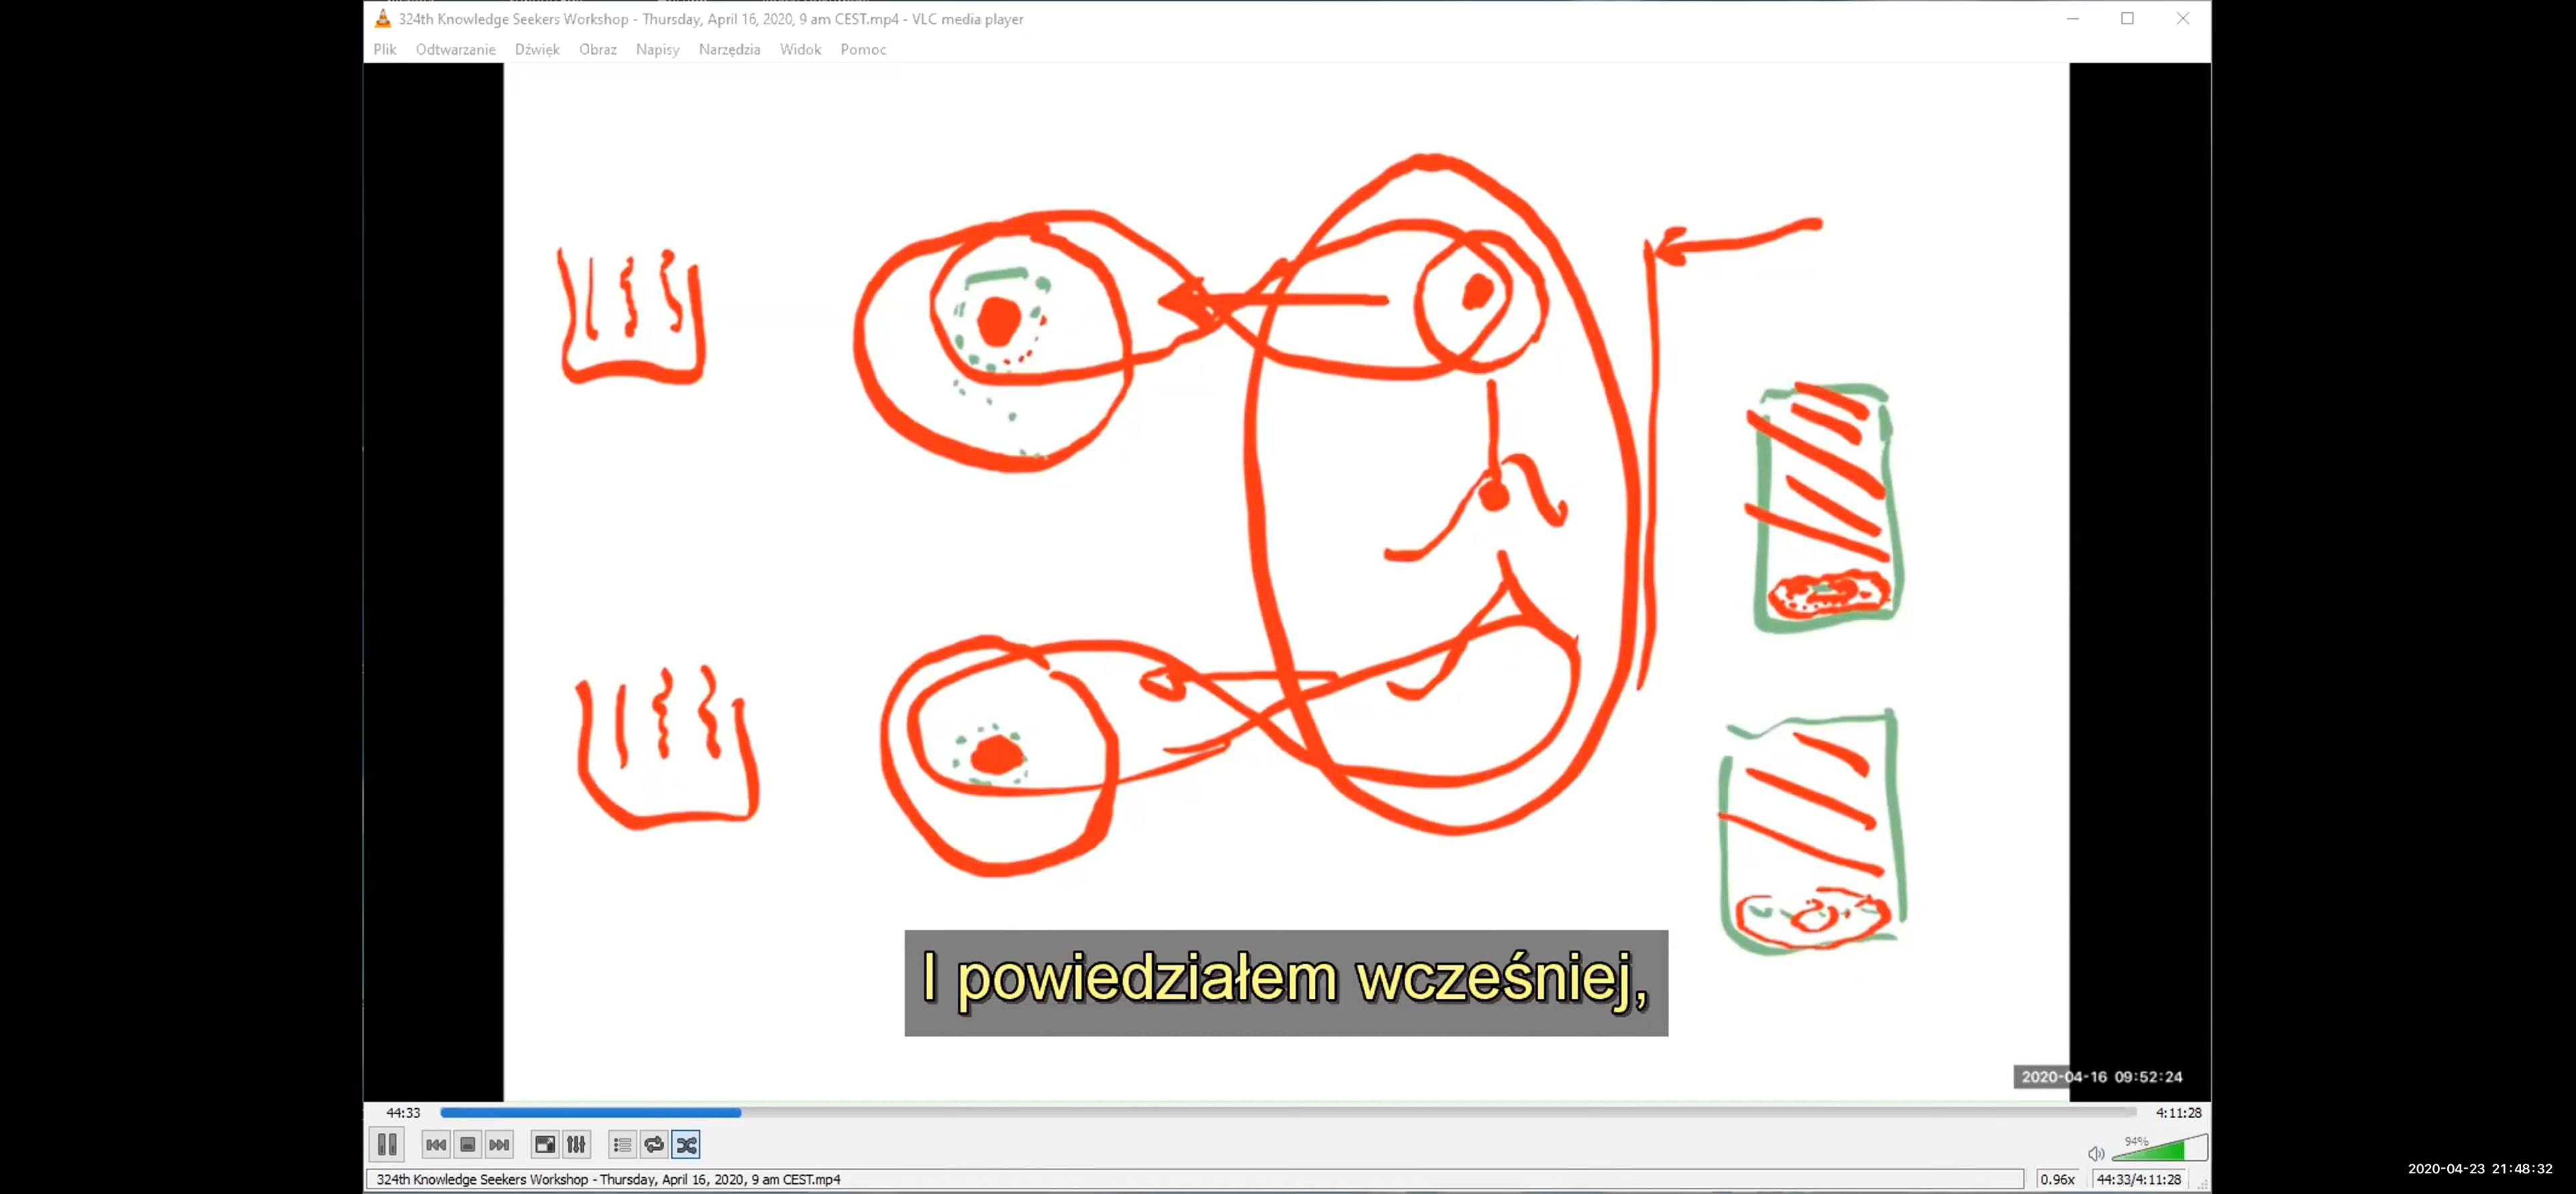 324th Knowledge Seekers Workshop - Thursday, April 16, 2020, 9 am CEST.mp4 - VLC media player
Plik Odtwarzanie Dźwięk Obraz Napisy Narzędzia Widok Pomoc
I powiedziałem wcześniej,
2020-04-16 09:52:24
44:33 4:11:28
94%
324th Knowledge Seekers Workshop - Thursday, April 16, 2020, 9 am CEST.mp4 0.96x 44:33/4:11:28
2020-04-23 21:48:32